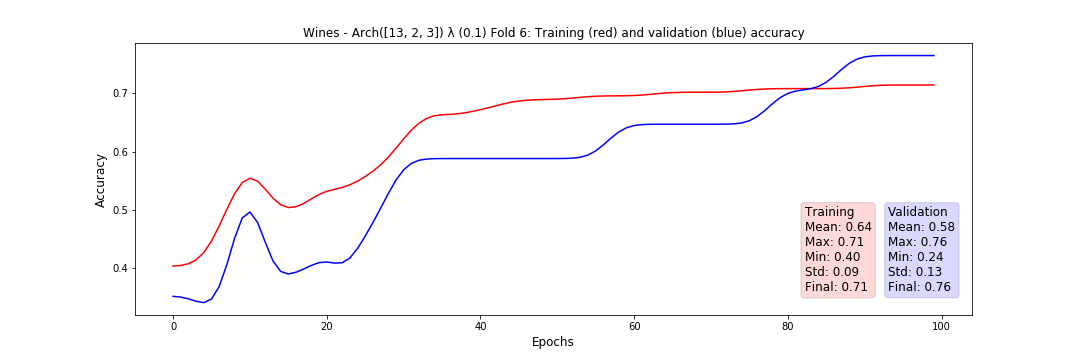 Wines - Arch([13, 2, 3]) λ (0.1) Fold 6: Training (red) and validation (blue) accuracy
Accuracy
0.7
0.6
0.5
0.4
Training
Mean: 0.64
Max: 0.71
Min: 0.40
Std: 0.09
Final: 0.71
Validation
Mean: 0.58
Max: 0.76
Min: 0.24
Std: 0.13
Final: 0.76
0 20 40 60 80 100
Epochs